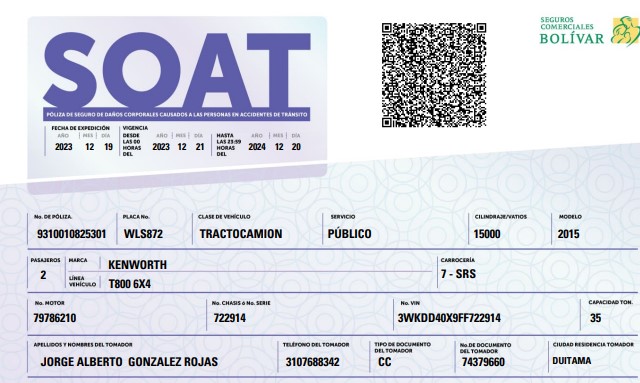 SEGUROS
COMERCIALES
BOLÍVAR
SOAT
PÓLIZA DE SEGURO DE DAÑOS CORPORALES CAUSADOS A LAS PERSONAS EN ACCIDENTES DE TRÁNSITO
FECHA DE EXPEDICIÓN
AÑO MES DÍA
2023 12 19
VIGENCIA
DESDE LAS 00 HORAS DEL
AÑO MES DÍA
2023 12 21
HASTA LAS 23:59 HORAS DEL
AÑO MES DÍA
2024 12 20
No. DE PÓLIZA. PLACA No. CLASE DE VEHÍCULO SERVICIO CILINDRAJE/VATIOS MODELO
9310010825301 WLS872 TRACTOCAMION PÚBLICO 15000 2015
PASAJEROS MARCA KENWORTH CARROCERÍA
2 LÍNEA VEHÍCULO T800 6X4 7 - SRS
No. MOTOR No. CHASIS ó No. SERIE No. VIN CAPACIDAD TON.
79786210 722914 3WKDD40X9FF722914 35
APELLIDOS Y NOMBRES DEL TOMADOR TELÉFONO DEL TOMADOR TIPO DE DOCUMENTO DEL TOMADOR No. DE DOCUMENTO DEL TOMADOR CIUDAD RESIDENCIA TOMADOR
JORGE ALBERTO GONZALEZ ROJAS 3107688342 CC 74379660 DUITAMA